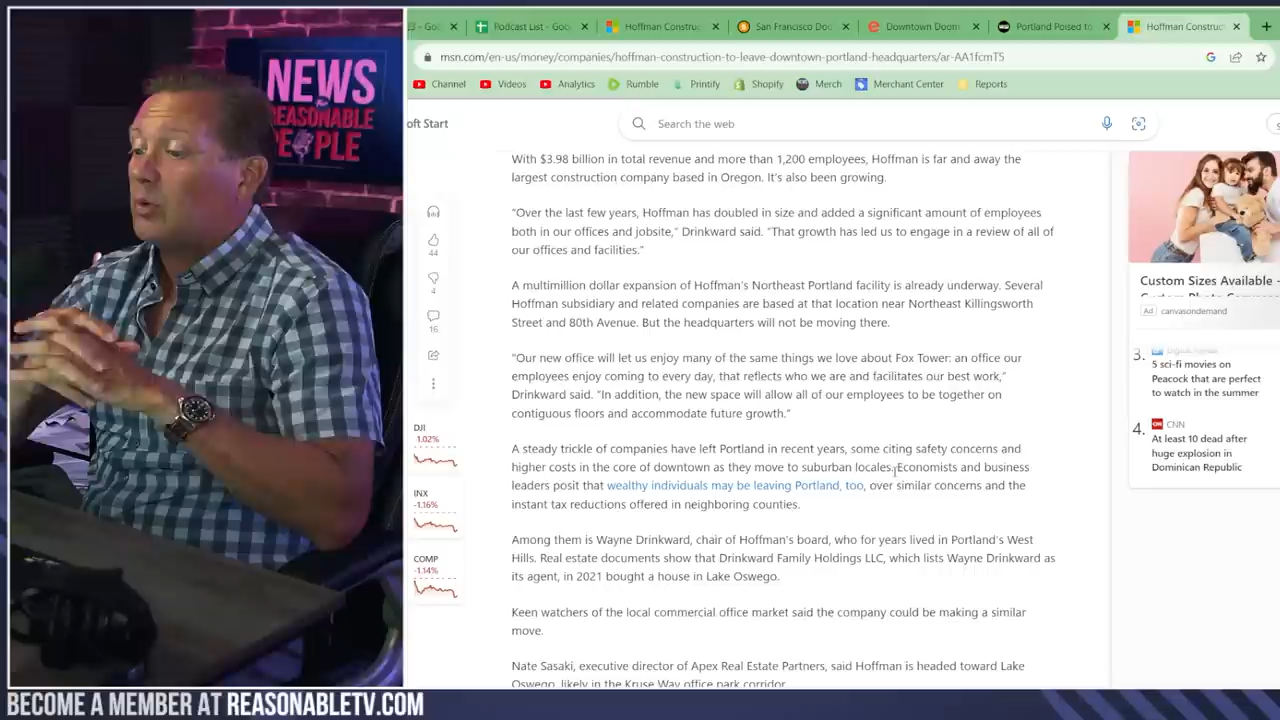 3 - Goo
Podcast List - Goo
Hoffman Construc
San Francisco Doo
Downtown Doom
Portland Poised to
Hoffman Construc
msn.com/en-us/money/companies/hoffman-construction-to-leave-downtown-portland-headquarters/ar-AA1fcmT5
Channel
Videos
Analytics
Rumble
Printify
Shopify
Merch
Merchant Center
Reports
oft Start
Search the web
NEWS
for
REASONABLE
PEOPLE
With $3.98 billion in total revenue and more than 1,200 employees, Hoffman is far and away the
largest construction company based in Oregon. It's also been growing.
"Over the last few years, Hoffman has doubled in size and added a significant amount of employees
both in our offices and jobsite," Drinkward said. "That growth has led us to engage in a review of all of
our offices and facilities."
A multimillion dollar expansion of Hoffman's Northeast Portland facility is already underway. Several
Hoffman subsidiary and related companies are based at that location near Northeast Killingsworth
Street and 80th Avenue. But the headquarters will not be moving there.
"Our new office will let us enjoy many of the same things we love about Fox Tower: an office our
employees enjoy coming to every day, that reflects who we are and facilitates our best work,"
Drinkward said. "In addition, the new space will allow all of our employees to be together on
contiguous floors and accommodate future growth."
A steady trickle of companies have left Portland in recent years, some citing safety concerns and
higher costs in the core of downtown as they move to suburban locales. Economists and business
leaders posit that wealthy individuals may be leaving Portland, too, over similar concerns and the
instant tax reductions offered in neighboring counties.
Among them is Wayne Drinkward, chair of Hoffman's board, who for years lived in Portland's West
Hills. Real estate documents show that Drinkward Family Holdings LLC, which lists Wayne Drinkward as
its agent, in 2021 bought a house in Lake Oswego.
Keen watchers of the local commercial office market said the company could be making a similar
move.
Nate Sasaki, executive director of Apex Real Estate Partners, said Hoffman is headed toward Lake
Oswego, likely in the Kruse Way office park corridor.
44
4
16
DJI
-1.02%
INX
-1.16%
COMP
-1.14%
Custom Sizes Available -
Ad canvasondemand
3.
5 sci-fi movies on
Peacock that are perfect
to watch in the summer
4. CNN
At least 10 dead after
huge explosion in
Dominican Republic
BECOME A MEMBER AT REASONABLETV.COM